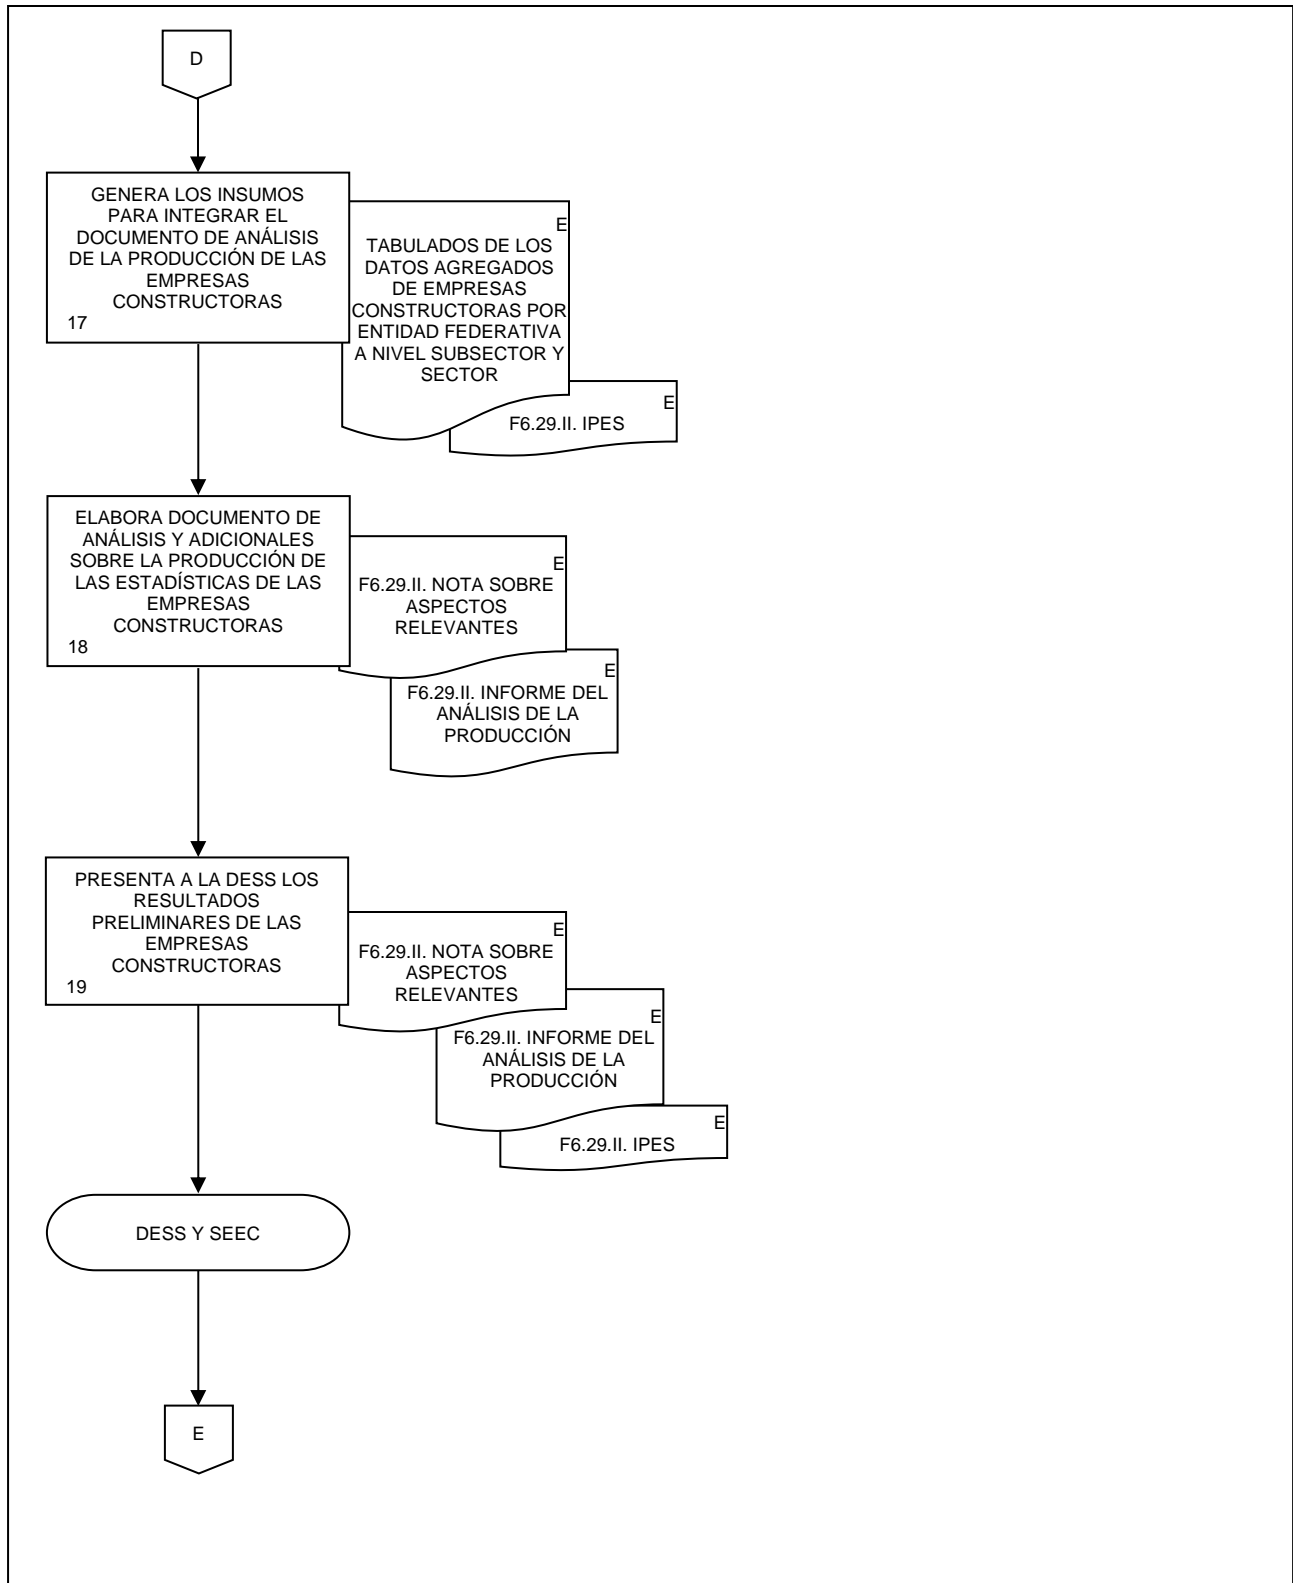 D
GENERA LOS INSUMOS
PARA INTEGRAR EL
DOCUMENTO DE ANÁLISIS
DE LA PRODUCCIÓN DE LAS
EMPRESAS
CONSTRUCTORAS
17
E
TABULADOS DE LOS
DATOS AGREGADOS
DE EMPRESAS
CONSTRUCTORAS POR
ENTIDAD FEDERATIVA
A NIVEL SUBSECTOR Y
SECTOR
E
F6.29.II. IPES
ELABORA DOCUMENTO DE
ANÁLISIS Y ADICIONALES
SOBRE LA PRODUCCIÓN DE
LAS ESTADÍSTICAS DE LAS
EMPRESAS
CONSTRUCTORAS
18
E
F6.29.II. NOTA SOBRE
ASPECTOS
RELEVANTES
E
F6.29.II. INFORME DEL
ANÁLISIS DE LA
PRODUCCIÓN
PRESENTA A LA DESS LOS
RESULTADOS
PRELIMINARES DE LAS
EMPRESAS
CONSTRUCTORAS
19
E
F6.29.II. NOTA SOBRE
ASPECTOS
RELEVANTES
E
F6.29.II. INFORME DEL
ANÁLISIS DE LA
PRODUCCIÓN
E
F6.29.II. IPES
DESS Y SEEC
E